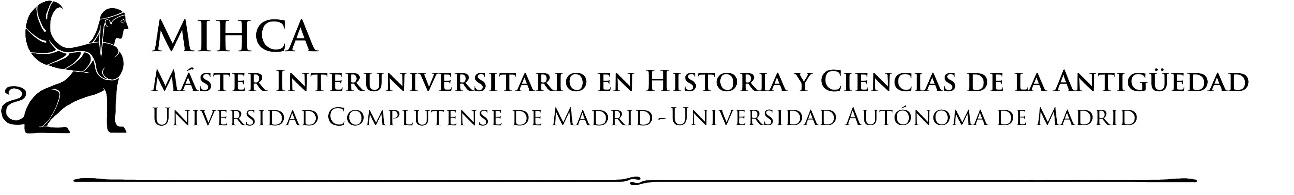 MIHCA
Máster Interuniversitario en Historia y Ciencias de la Antigüedad
Universidad Complutense de Madrid-Universidad Autónoma de Madrid